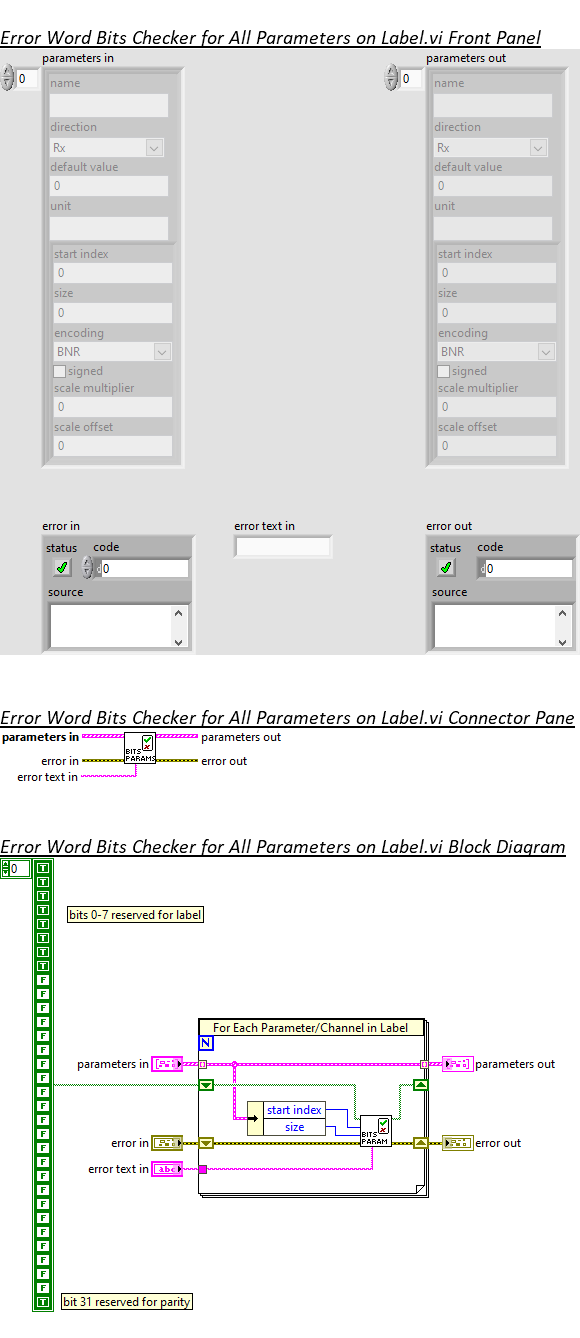 Error Word Bits Checker for All Parameters on Label.vi Front Panel
parameters in
parameters out
0
0
name
name
direction
direction
Rx
Rx
default value
default value
0
0
unit
unit
start index
start index
0
0
size
size
0
0
encoding
encoding
BNR
BNR
signed
signed
scale multiplier
scale multiplier
0
0
scale offset
scale offset
0
0
error in
error text in
error out
status code
status code
d0
d0
source
source
Error Word Bits Checker for All Parameters on Label.vi Connector Pane
parameters in
parameters out
BITS
PARAMS
error in
error out
error text in
Error Word Bits Checker for All Parameters on Label.vi Block Diagram
0
T
T
T
bits 0-7 reserved for label
T
T
T
T
T
F
F
F
For Each Parameter/Channel in Label
F
N
F
F
parameters in
parameters out
F
F
F
start index
F
size
BITS
PARAM
F
error in
error out
F
error text in
abc
F
F
F
F
F
F
F
F
F
F
F
T
bit 31 reserved for parity